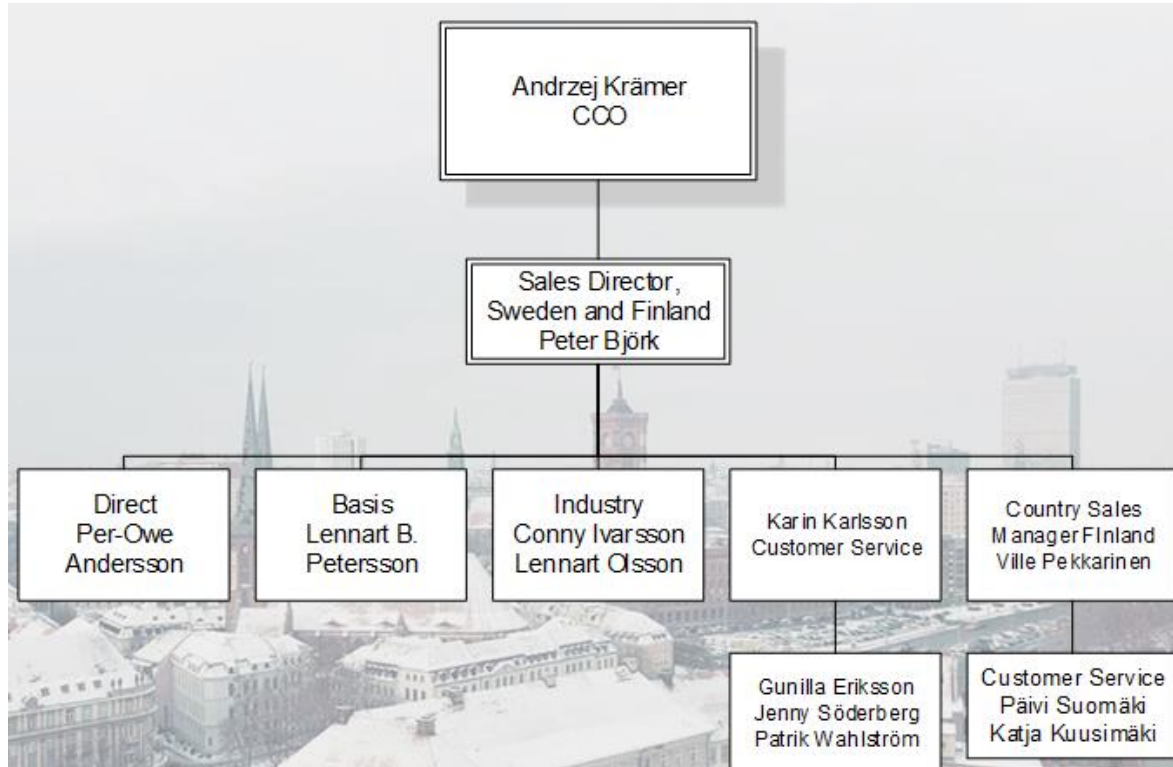 Andrzej Krämer
CCO
Sales Director,
Sweden and Finland
Peter Björk
Direct
Per-Owe
Andersson
Basis
Lennart B.
Petersson
Industry
Conny Ivarsson
Lennart Olsson
Karin Karlsson
Customer Service
Country Sales
Manager FInland
Ville Pekkarinen
Gunilla Eriksson
Jenny Söderberg
Patrik Wahlström
Customer Service
Päivi Suomäki
Katja Kuusimäki